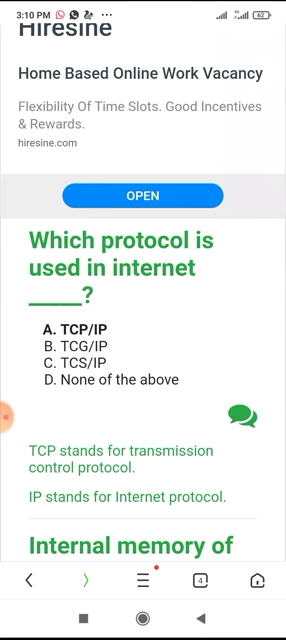 3:10 PM
62
Hiresine
Home Based Online Work Vacancy
Flexibility Of Time Slots. Good Incentives
& Rewards.
hiresine.com
OPEN
Which protocol is
used in internet
_____?
A. TCP/IP
B. TCG/IP
C. TCS/IP
D. None of the above
TCP stands for transmission
control protocol.
IP stands for Internet protocol.
Internal memory of
4